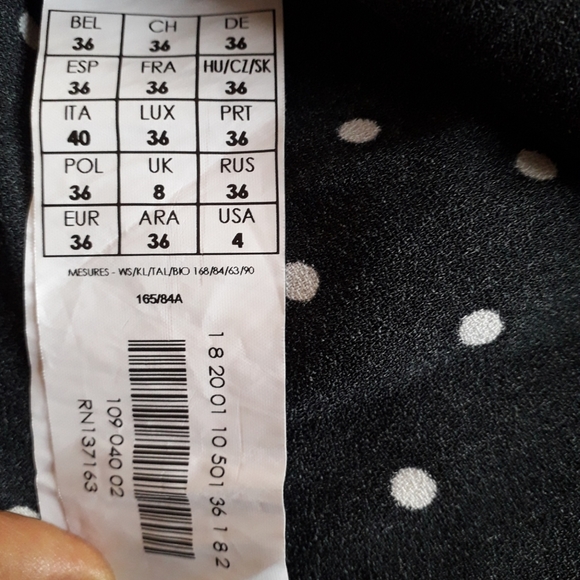 BEL CH DE
36 36 36
ESP FRA HU/CZ/SK
36 36 36
ITA LUX PRT
40 36 36
POL UK RUS
36 8 36
EUR ARA USA
36 36 4
MESURES - WS/KL/TAL/BIO 168/84/63/90
165/84A
1 8 20 01 10 501 36 1 8 2
109 040 02
RN137163